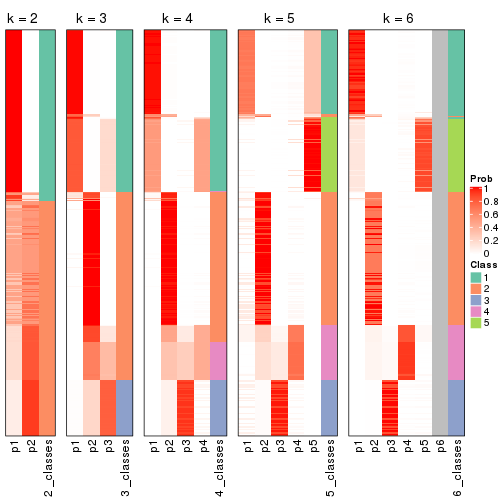 k = 2
k = 3
k = 4
k = 5
k = 6
Prob
1
0.8
0.6
0.4
0.2
0
Class
1
2
3
4
5
p1
p2
2_classes
p1
p2
p3
3_classes
p1
p2
p3
p4
4_classes
p1
p2
p3
p4
p5
5_classes
p1
p2
p3
p4
p5
p6
6_classes